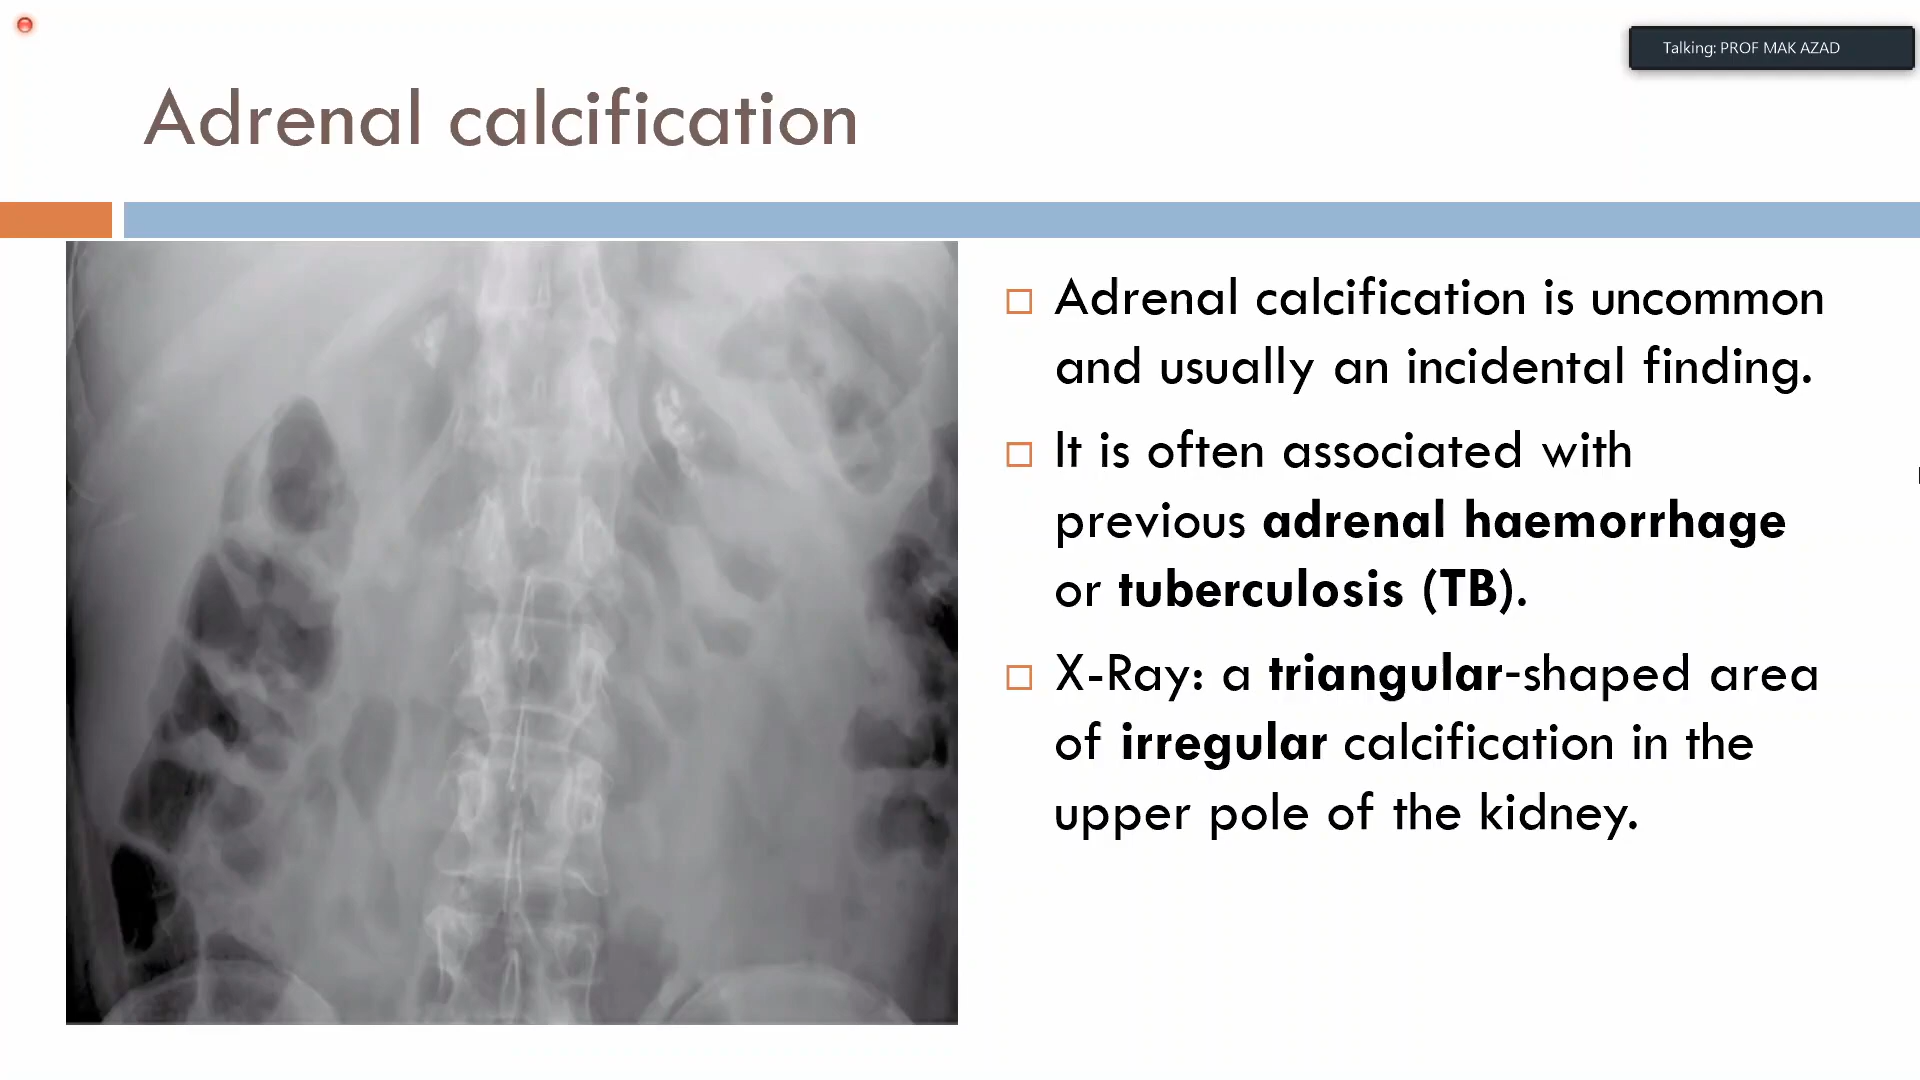 Talking: PROF MAK AZAD
Adrenal calcification
Adrenal calcification is uncommon
and usually an incidental finding.
It is often associated with
previous adrenal haemorrhage
or tuberculosis (TB).
X-Ray: a triangular-shaped area
of irregular calcification in the
upper pole of the kidney.